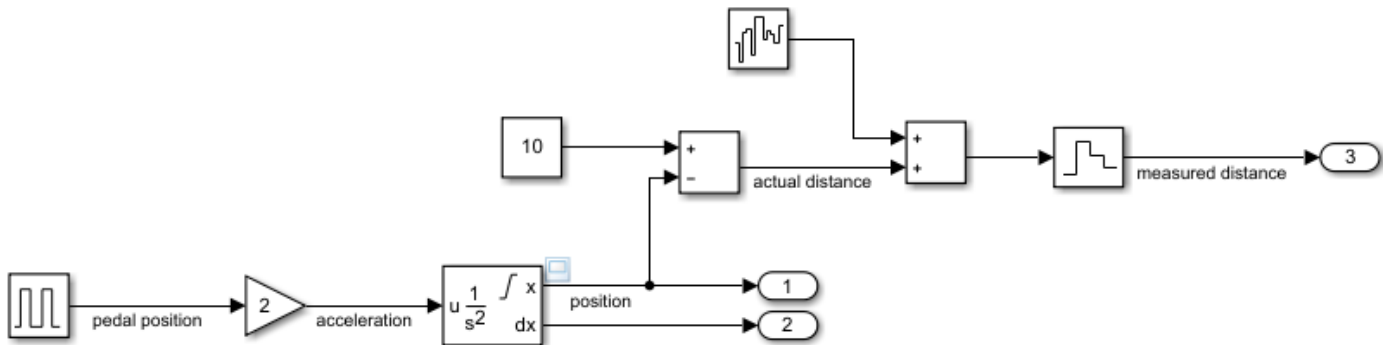 10
+
−
actual distance
+
+
measured distance
3
pedal position
2
acceleration
u 1/s²
x
dx
position
1
2